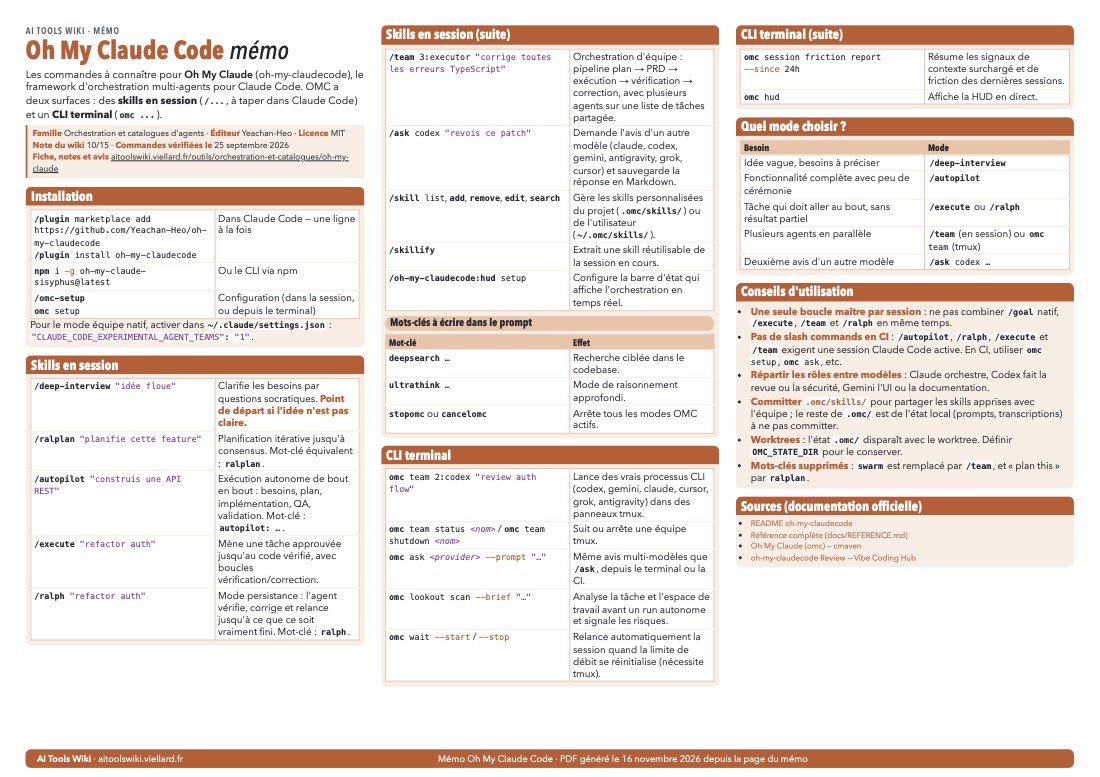 AI TOOLS WIKI · MÉMO
Oh My Claude Code mémo
Les commandes à connaître pour Oh My Claude (oh-my-claudecode), le
framework d'orchestration multi-agents pour Claude Code. OMC a
deux surfaces : des skills en session (/..., à taper dans Claude Code)
et un CLI terminal (omc ...).
Famille Orchestration et catalogues d'agents · Éditeur Yeachan-Heo · Licence MIT
Note du wiki 10/15 · Commandes vérifiées le 25 septembre 2026
Fiche, notes et avis aitoolswiki.viellard.fr/outils/orchestration-et-catalogues/oh-my-
claude
Installation
/plugin marketplace add
https://github.com/Yeachan-Heo/oh-
my-claudecode
/plugin install oh-my-claudecode
Dans Claude Code — une ligne
à la fois
npm i -g oh-my-claude-
sisyphus@latest
Ou le CLI via npm
/omc-setup
omc setup
Configuration (dans la session,
ou depuis le terminal)
Pour le mode équipe natif, activer dans ~/.claude/settings.json :
"CLAUDE_CODE_EXPERIMENTAL_AGENT_TEAMS": "1".
Skills en session
/deep-interview "idée floue"
Clarifie les besoins par
questions socratiques. Point
de départ si l'idée n'est pas
claire.
/ralplan "planifie cette feature"
Planification itérative jusqu'à
consensus. Mot-clé équivalent
: ralplan.
/autopilot "construis une API
REST"
Exécution autonome de bout
en bout : besoins, plan,
implémentation, QA,
validation. Mot-clé :
autopilot: ….
/execute "refactor auth"
Mène une tâche approuvée
jusqu'au code vérifié, avec
boucles
vérification/correction.
/ralph "refactor auth"
Mode persistance : l'agent
vérifie, corrige et relance
jusqu'à ce que ce soit
vraiment fini. Mot-clé : ralph.
Skills en session (suite)
/team 3:executor "corrige toutes
les erreurs TypeScript"
Orchestration d'équipe :
pipeline plan → PRD →
exécution → vérification →
correction, avec plusieurs
agents sur une liste de tâches
partagée.
/ask codex "revois ce patch"
Demande l'avis d'un autre
modèle (claude, codex,
gemini, antigravity, grok,
cursor) et sauvegarde la
réponse en Markdown.
/skill list, add, remove, edit, search
Gère les skills personnalisées
du projet (.omc/skills/) ou
de l'utilisateur
(~/.omc/skills/).
/skillify
Extrait une skill réutilisable de
la session en cours.
/oh-my-claudecode:hud setup
Configure la barre d'état qui
affiche l'orchestration en
temps réel.
Mots-clés à écrire dans le prompt
Mot-clé
Effet
deepsearch …
Recherche ciblée dans le
codebase.
ultrathink …
Mode de raisonnement
approfondi.
stopomc ou cancelomc
Arrête tous les modes OMC
actifs.
CLI terminal
omc team 2:codex "review auth
flow"
Lance des vrais processus CLI
(codex, gemini, claude, cursor,
grok, antigravity) dans des
panneaux tmux.
omc team status <nom> / omc team
shutdown <nom>
Suit ou arrête une équipe
tmux.
omc ask <provider> --prompt "…"
Même avis multi-modèles que
/ask, depuis le terminal ou la
CI.
omc lookout scan --brief "…"
Analyse la tâche et l'espace de
travail avant un run autonome
et signale les risques.
omc wait --start / --stop
Relance automatiquement la
session quand la limite de
débit se réinitialise (nécessite
tmux).
CLI terminal (suite)
omc session friction report
--since 24h
Résume les signaux de
contexte surchargé et de
friction des dernières sessions.
omc hud
Affiche la HUD en direct.
Quel mode choisir ?
Besoin
Mode
Idée vague, besoins à préciser
/deep-interview
Fonctionnalité complète avec peu de
cérémonie
/autopilot
Tâche qui doit aller au bout, sans
résultat partiel
/execute ou /ralph
Plusieurs agents en parallèle
/team (en session) ou omc
team (tmux)
Deuxième avis d'un autre modèle
/ask codex …
Conseils d'utilisation
• Une seule boucle maître par session : ne pas combiner /goal natif,
/execute, /team et /ralph en même temps.
• Pas de slash commands en CI : /autopilot, /ralph, /execute et
/team exigent une session Claude Code active. En CI, utiliser omc
setup, omc ask, etc.
• Répartir les rôles entre modèles : Claude orchestre, Codex fait la
revue ou la sécurité, Gemini l'UI ou la documentation.
• Committer .omc/skills/ pour partager les skills apprises avec
l'équipe ; le reste de .omc/ est de l'état local (prompts, transcriptions)
à ne pas committer.
• Worktrees : l'état .omc/ disparaît avec le worktree. Définir
OMC_STATE_DIR pour le conserver.
• Mots-clés supprimés : swarm est remplacé par /team, et « plan this »
par ralplan.
Sources (documentation officielle)
• README oh-my-claudecode
• Référence complète (docs/REFERENCE.md)
• Oh My Claude (omc) — cmaven
• oh-my-claudecode Review — Vibe Coding Hub
AI Tools Wiki · aitoolswiki.viellard.fr
Mémo Oh My Claude Code · PDF généré le 16 novembre 2026 depuis la page du mémo